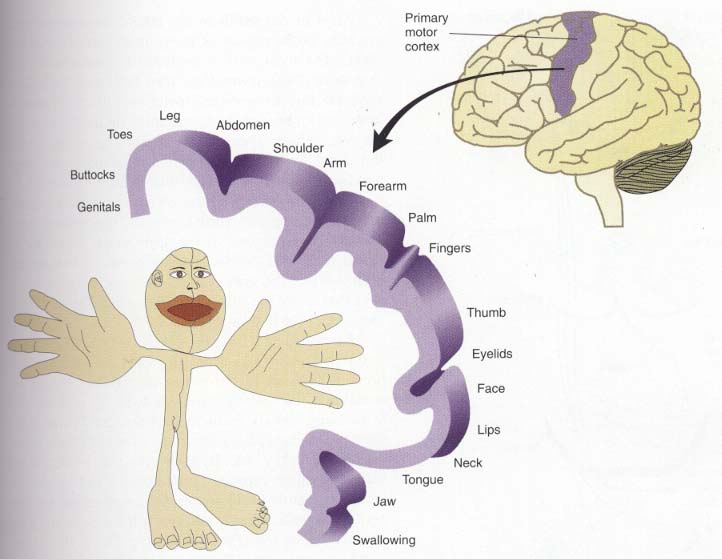 Primary
motor
cortex
Leg
Toes
Abdomen
Buttocks
Shoulder
Arm
Genitals
Forearm
Palm
Fingers
Thumb
Eyelids
Face
Lips
Neck
Tongue
Jaw
Swallowing